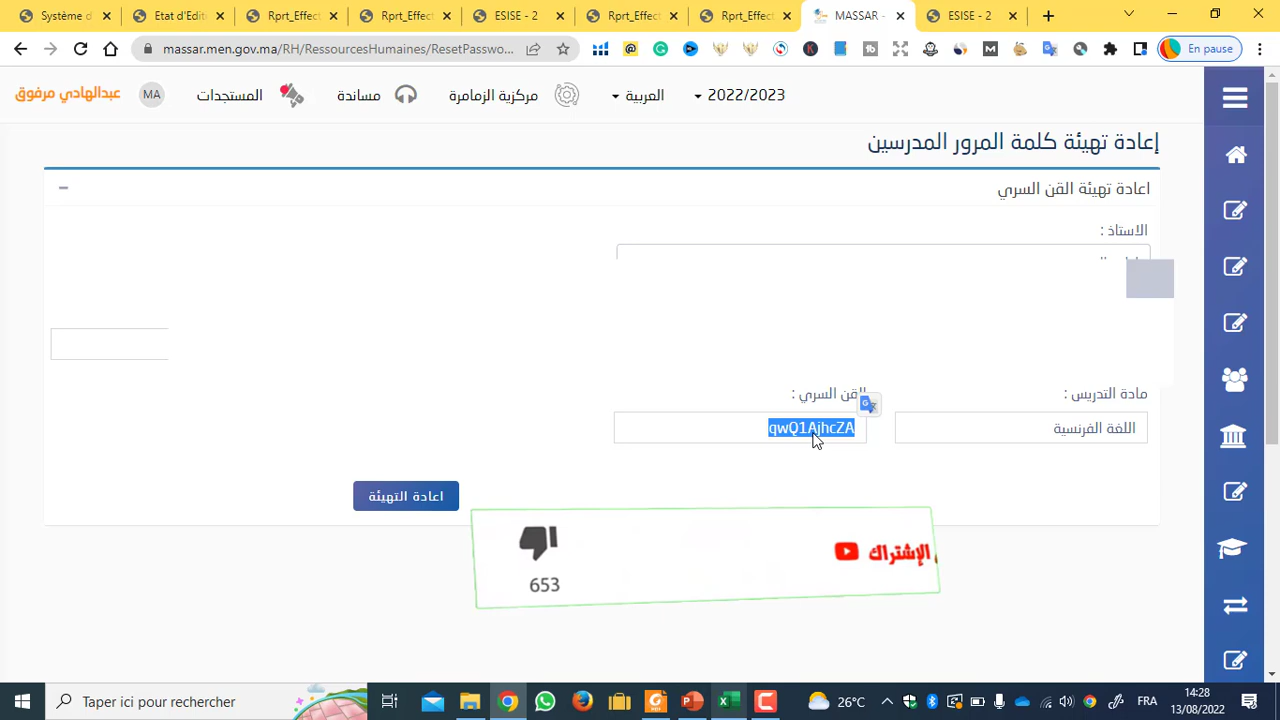 Système d'
Etat d'Edit
Rprt_Effect
Rprt_Effect
ESISE - 2
Rprt_Effect
Rprt_Effect
MASSAR -
ESISE - 2
massar.men.gov.ma/RH/RessourcesHumaines/ResetPasswo...
En pause
2022/2023
العربية
مركزية الزمامرة
مساندة
المستجدات
MA
عبدالهادي مرفوق
إعادة تهيئة كلمة المرور المدرسين
اعادة تهيئة القن السري
الاستاذ :
مادة التدريس :
القن السري :
اللغة الفرنسية
qwQ1AjhcZA
اعادة التهيئة
653
الإشتراك
Taper ici pour rechercher
26°C
FRA
14:28
13/08/2022